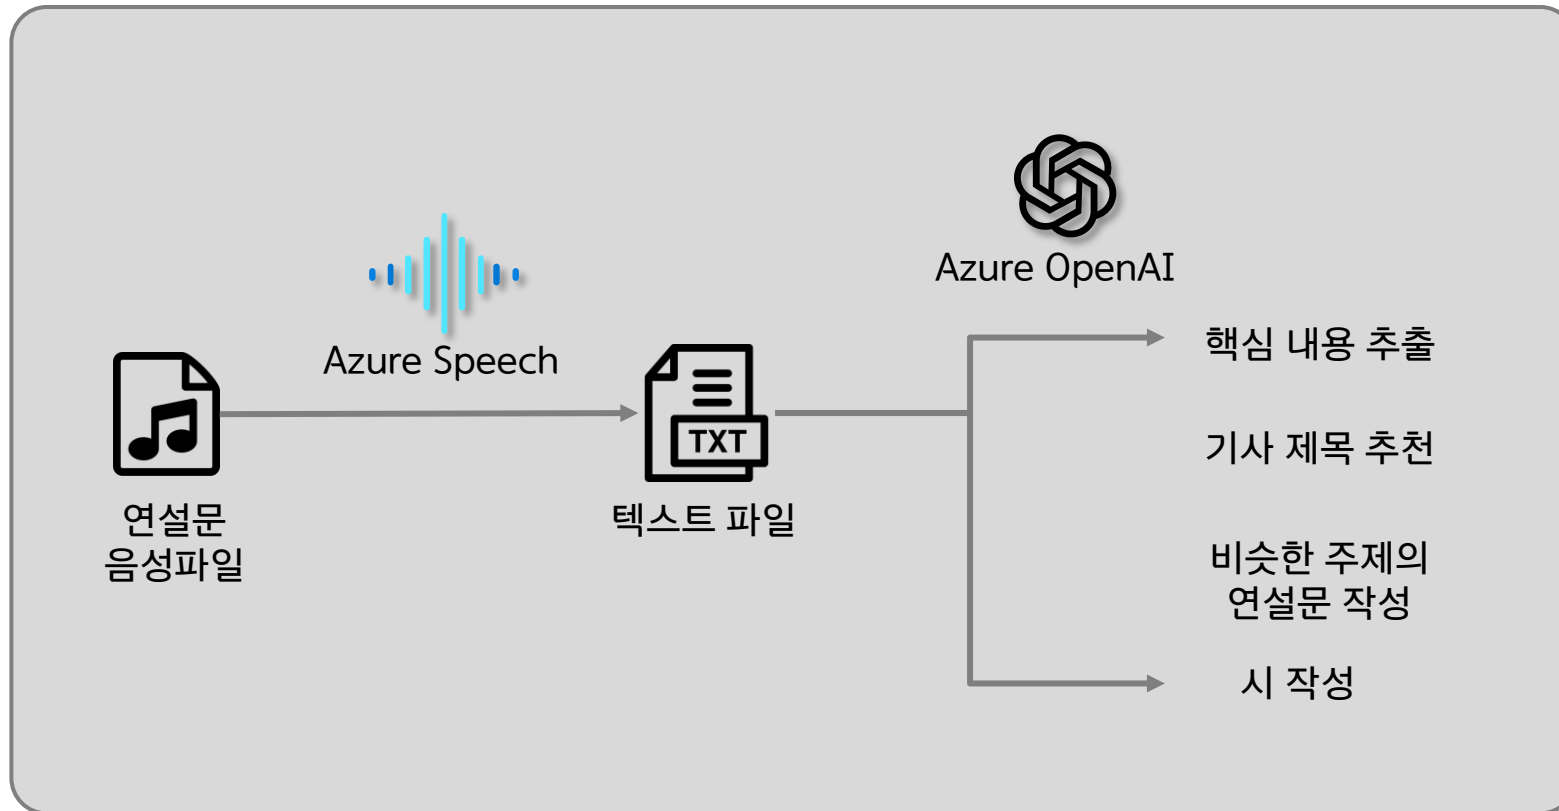 Azure OpenAI
Azure Speech
핵심 내용 추출
TXT
기사 제목 추천
연설문
음성파일
텍스트 파일
비슷한 주제의
연설문 작성
시 작성